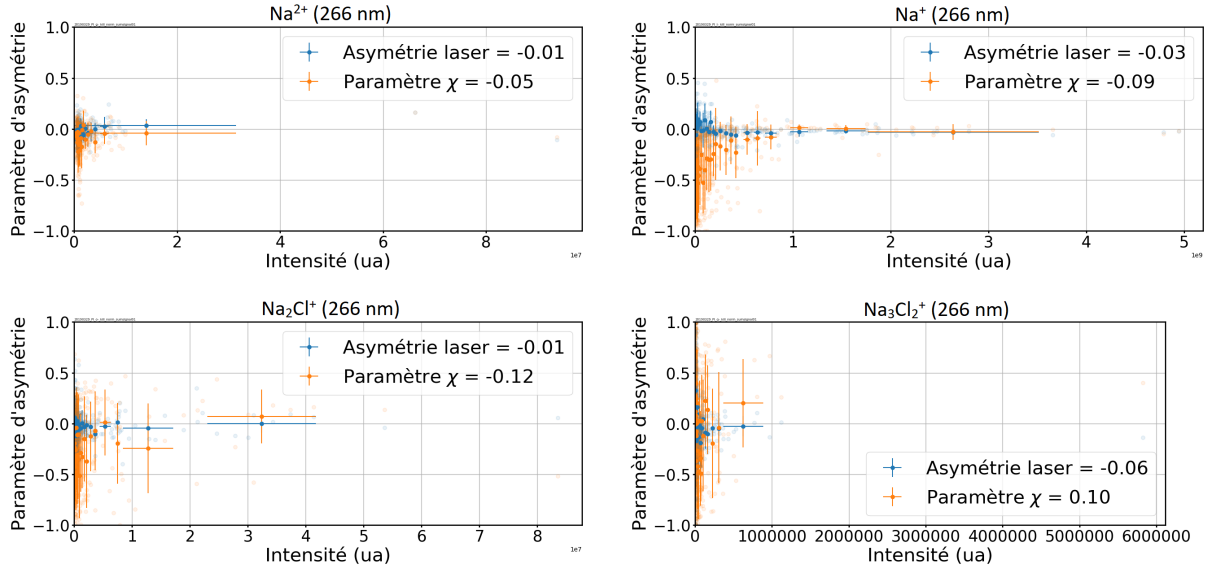 Na²⁺ (266 nm)
1.0
0.5
0.0
−0.5
−1.0
Paramètre d'asymétrie
Asymétrie laser = -0.01
Paramètre χ = -0.05
0 2 4 6 8
1e7
Intensité (ua)
Na⁺ (266 nm)
1.0
0.5
0.0
−0.5
−1.0
Paramètre d'asymétrie
Asymétrie laser = -0.03
Paramètre χ = -0.09
0 1 2 3 4 5
1e9
Intensité (ua)
Na₂Cl⁺ (266 nm)
1.0
0.5
0.0
−0.5
−1.0
Paramètre d'asymétrie
Asymétrie laser = -0.01
Paramètre χ = -0.12
0 1 2 3 4 5 6 7 8
1e7
Intensité (ua)
Na₃Cl₂⁺ (266 nm)
1.0
0.5
0.0
−0.5
−1.0
Paramètre d'asymétrie
Asymétrie laser = -0.06
Paramètre χ = 0.10
0 1000000 2000000 3000000 4000000 5000000 6000000
Intensité (ua)